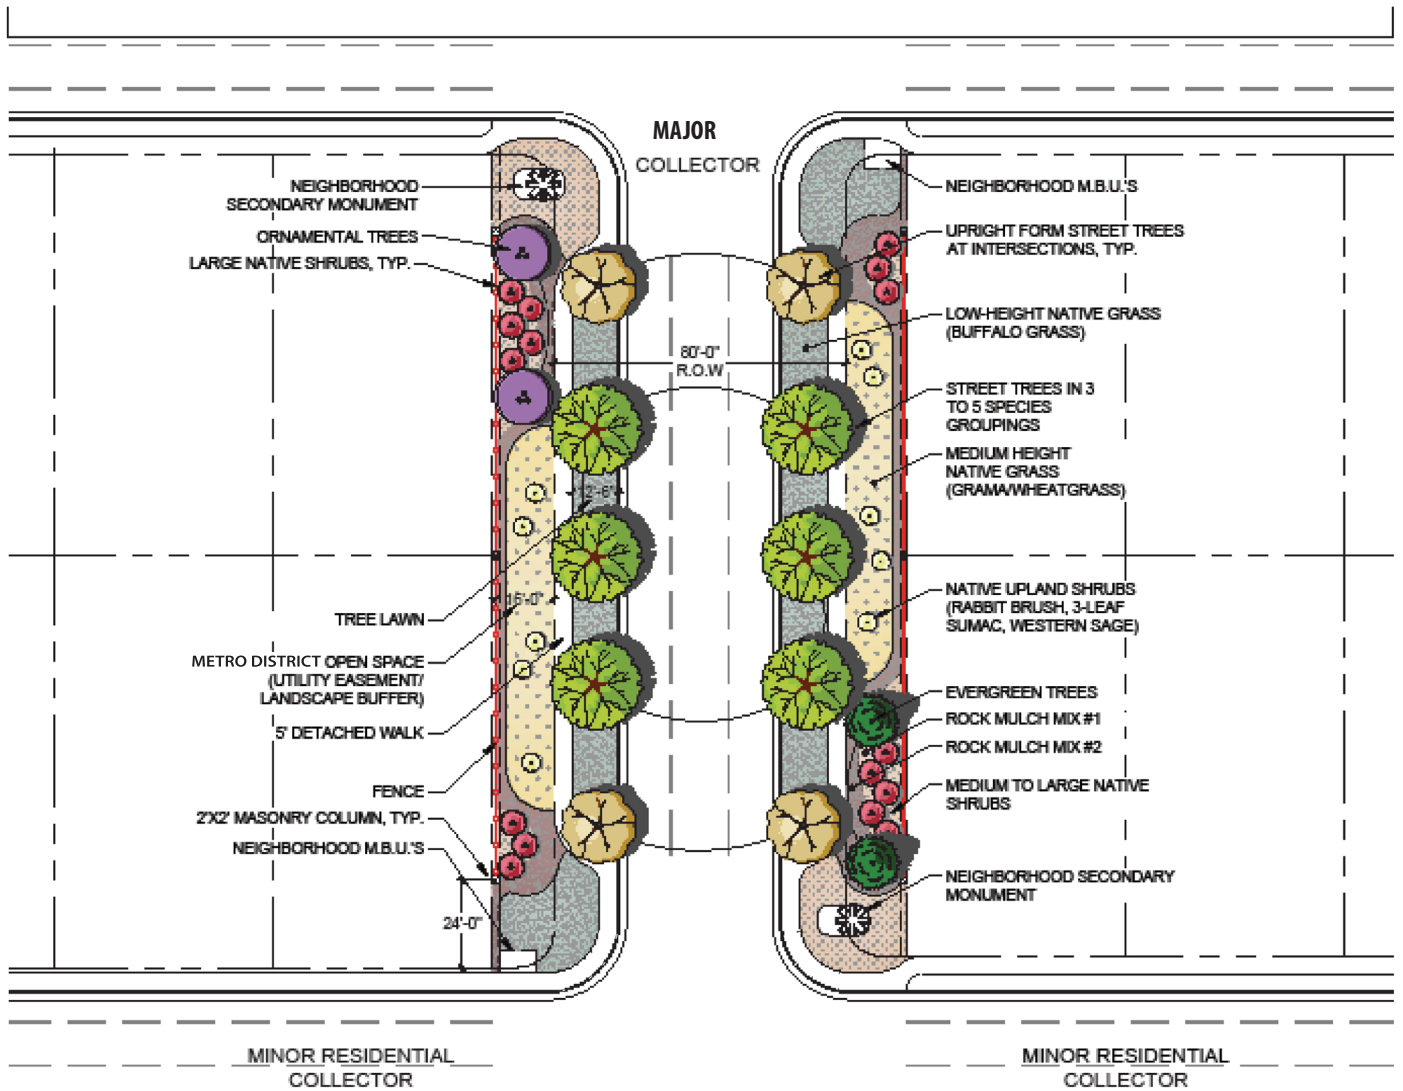 MAJOR
COLLECTOR
NEIGHBORHOOD
SECONDARY MONUMENT
ORNAMENTAL TREES
LARGE NATIVE SHRUBS, TYP.
80'-0"
R.O.W
12'-6"
16'-0"
TREE LAWN
METRO DISTRICT OPEN SPACE
(UTILITY EASEMENT/
LANDSCAPE BUFFER)
5' DETACHED WALK
FENCE
2'X2' MASONRY COLUMN, TYP.
NEIGHBORHOOD M.B.U.'S
24'-0"
NEIGHBORHOOD M.B.U.'S
UPRIGHT FORM STREET TREES
AT INTERSECTIONS, TYP.
LOW-HEIGHT NATIVE GRASS
(BUFFALO GRASS)
STREET TREES IN 3
TO 5 SPECIES
GROUPINGS
MEDIUM HEIGHT
NATIVE GRASS
(GRAMA/WHEATGRASS)
NATIVE UPLAND SHRUBS
(RABBIT BRUSH, 3-LEAF
SUMAC, WESTERN SAGE)
EVERGREEN TREES
ROCK MULCH MIX #1
ROCK MULCH MIX #2
MEDIUM TO LARGE NATIVE
SHRUBS
NEIGHBORHOOD SECONDARY
MONUMENT
MINOR RESIDENTIAL
COLLECTOR
MINOR RESIDENTIAL
COLLECTOR